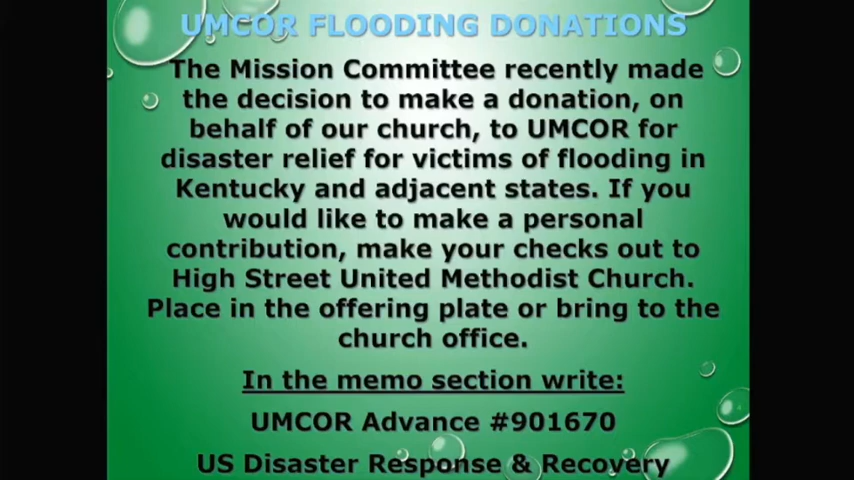 UMCOR FLOODING DONATIONS
The Mission Committee recently made
the decision to make a donation, on
behalf of our church, to UMCOR for
disaster relief for victims of flooding in
Kentucky and adjacent states. If you
would like to make a personal
contribution, make your checks out to
High Street United Methodist Church.
Place in the offering plate or bring to the
church office.
In the memo section write:
UMCOR Advance #901670
US Disaster Response & Recovery